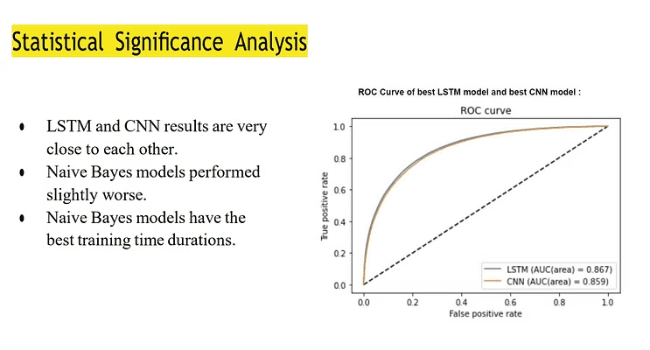 Statistical Significance Analysis
• LSTM and CNN results are very
close to each other.
• Naive Bayes models performed
slightly worse.
• Naive Bayes models have the
best training time durations.
ROC Curve of best LSTM model and best CNN model :
ROC curve
1.0
0.8
0.6
0.4
0.2
0.0
True positive rate
LSTM (AUC(area) = 0.867)
CNN (AUC(area) = 0.859)
0.0 0.2 0.4 0.6 0.8 1.0
False positive rate